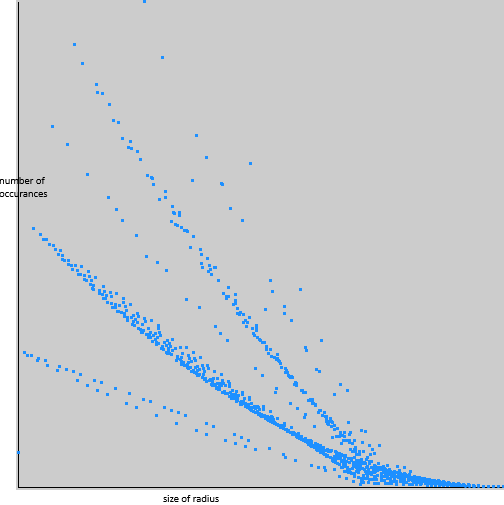 number of
occurances
size of radius